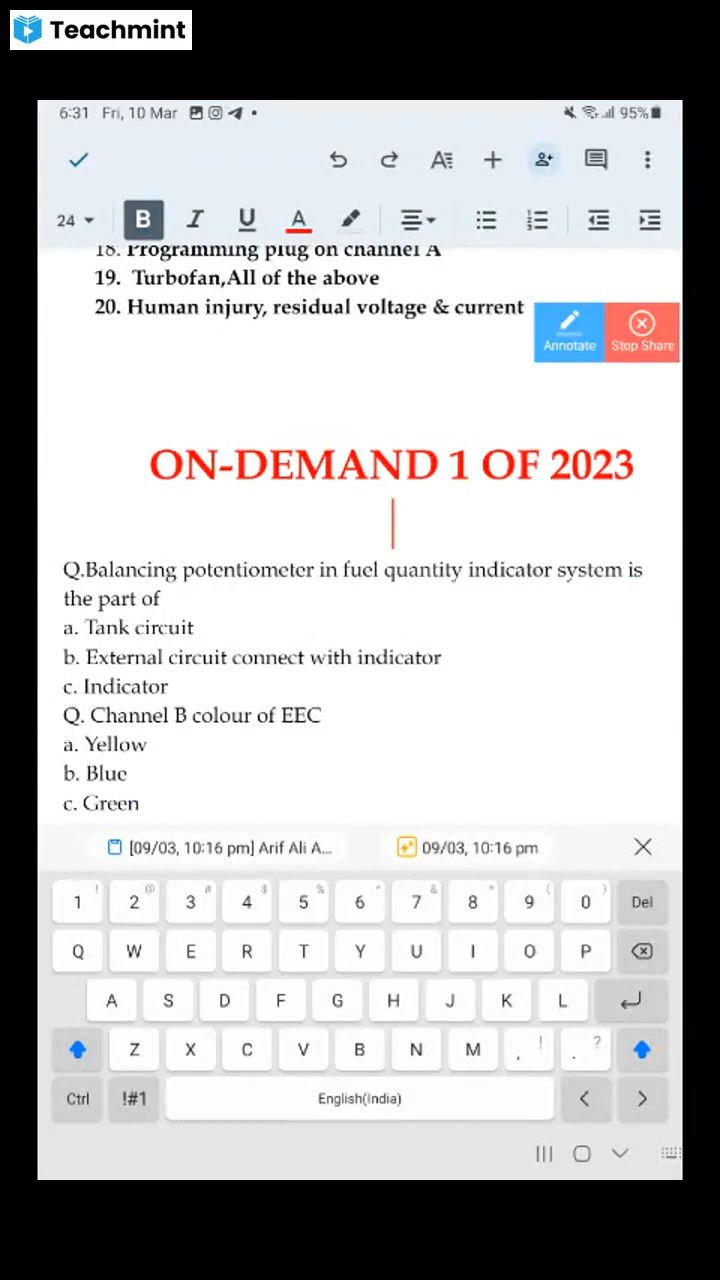 Teachmint
6:31 Fri, 10 Mar
95%
24 B I U A
18. Programming plug on channel A
19. Turbofan,All of the above
20. Human injury, residual voltage & current
Annotate
Stop Share
ON-DEMAND 1 OF 2023
Q.Balancing potentiometer in fuel quantity indicator system is
the part of
a. Tank circuit
b. External circuit connect with indicator
c. Indicator
Q. Channel B colour of EEC
a. Yellow
b. Blue
c. Green
[09/03, 10:16 pm] Arif Ali A...
09/03, 10:16 pm
1 ! 2 @ 3 # 4 $ 5 % 6 ^ 7 & 8 * 9 ( 0 ) Del
Q W E R T Y U I O P
A S D F G H J K L
Z X C V B N M , ! . ?
Ctrl !#1 English(India) < >